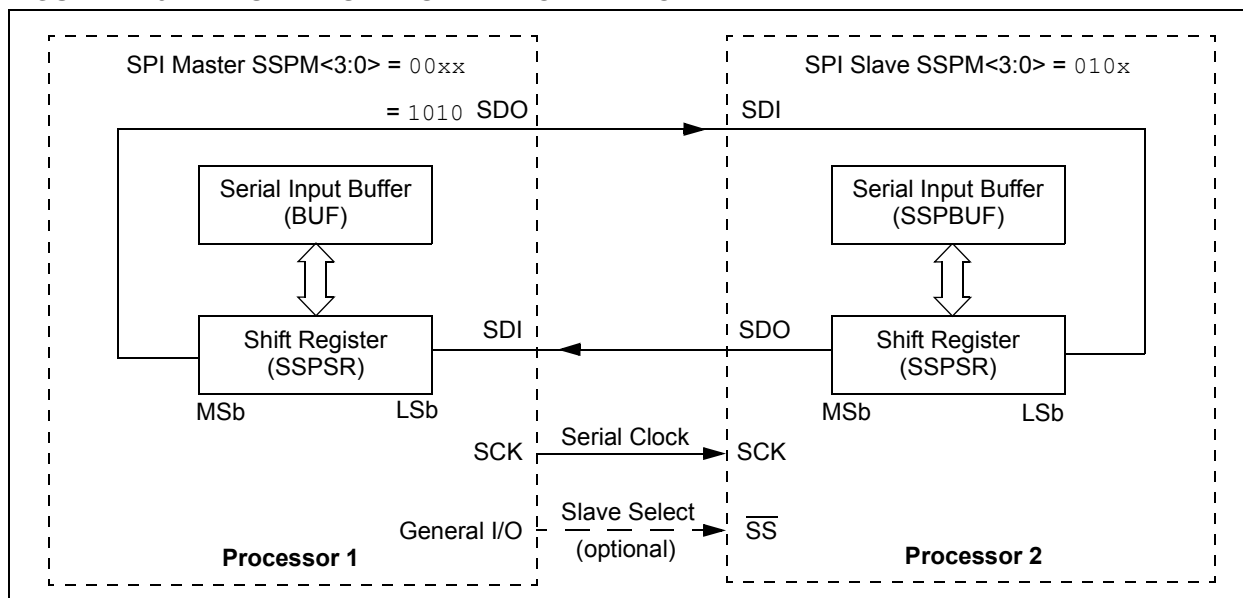 SPI Master SSPM<3:0> = 00xx
= 1010 SDO
Serial Input Buffer
(BUF)
SDI
Shift Register
(SSPSR)
MSb
LSb
SCK
General I/O
Processor 1
Serial Clock
Slave Select
(optional)
SPI Slave SSPM<3:0> = 010x
SDI
Serial Input Buffer
(SSPBUF)
SDO
Shift Register
(SSPSR)
MSb
LSb
SCK
SS
Processor 2